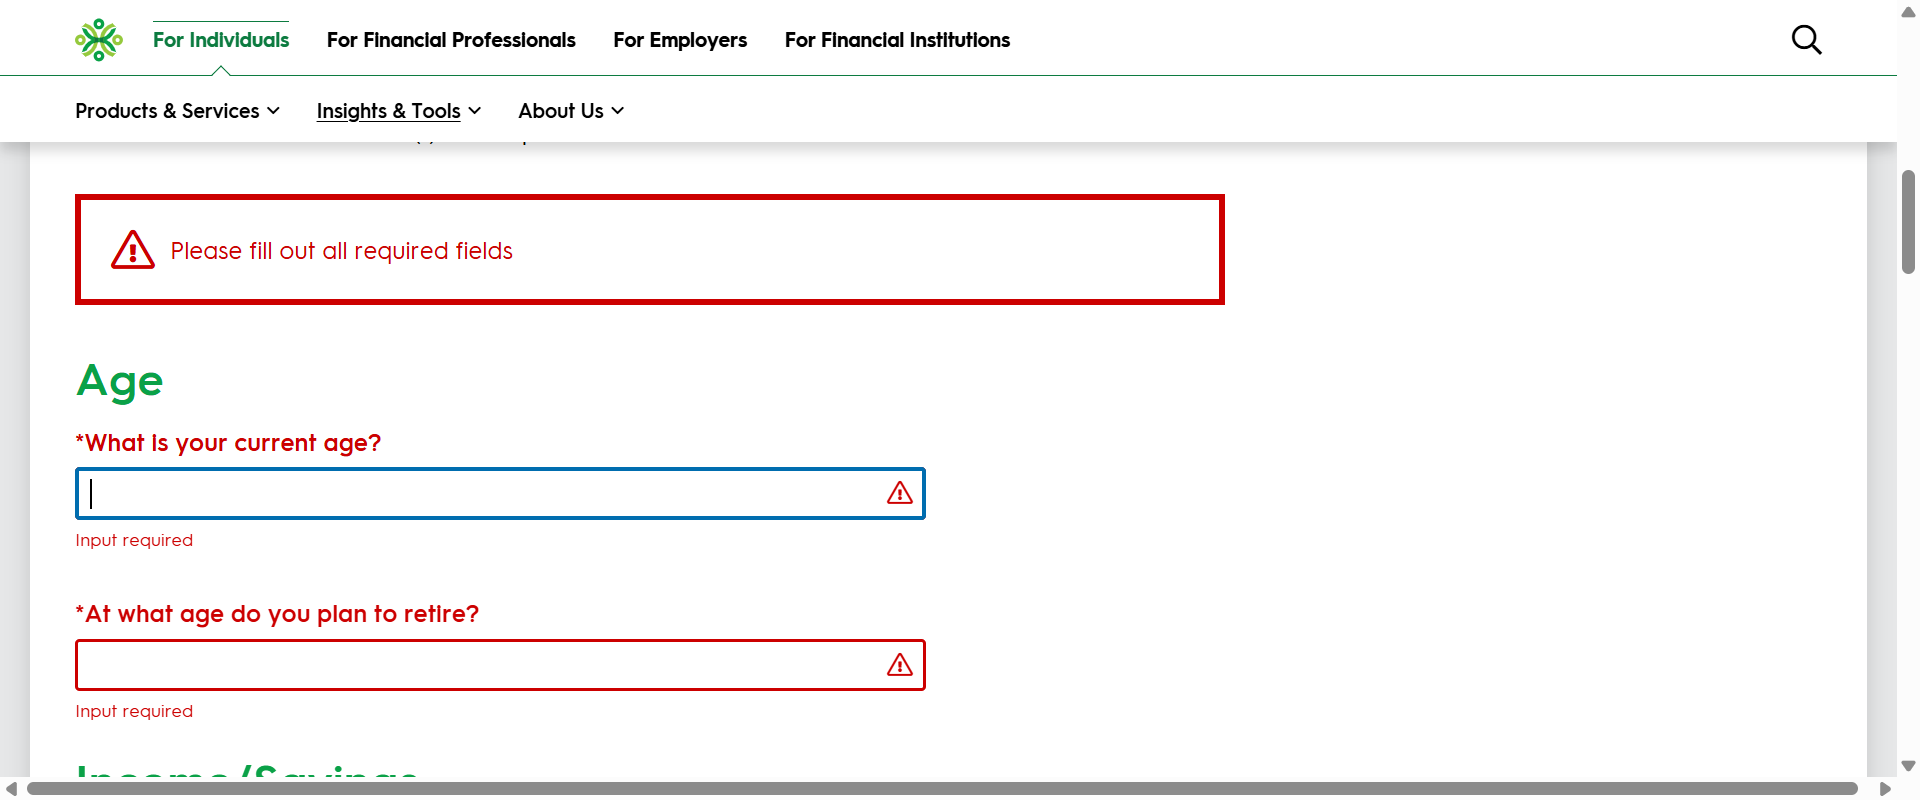 For Individuals
For Financial Professionals
For Employers
For Financial Institutions
Products & Services
Insights & Tools
About Us
Please fill out all required fields
Age
*What is your current age?
Input required
*At what age do you plan to retire?
Input required
Income/Savings